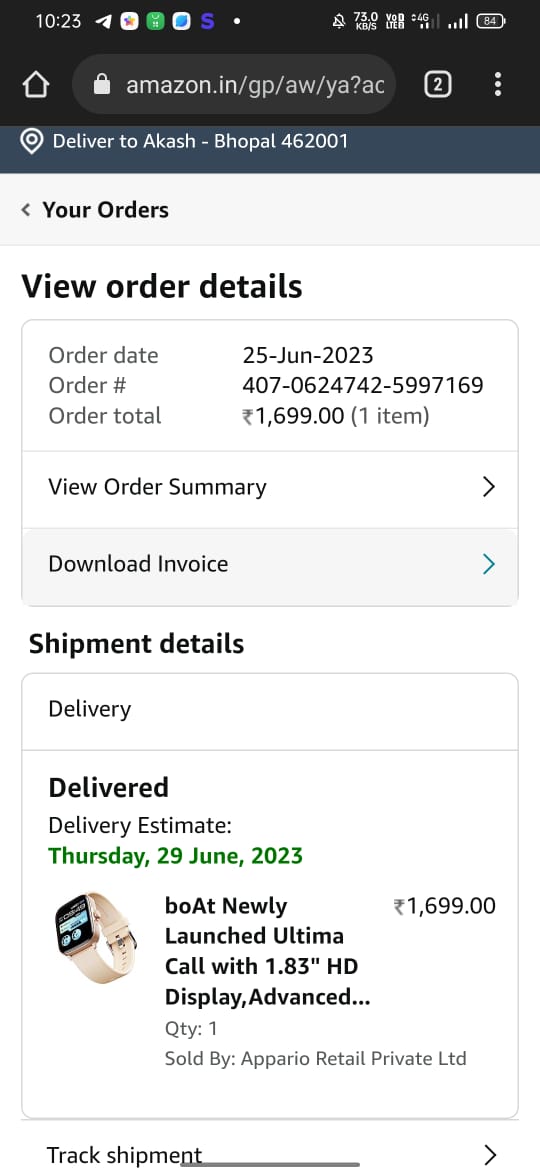 10:23
S
73.0
KB/S
4G
84
amazon.in/gp/aw/ya?ac
2
Deliver to Akash - Bhopal 462001
Your Orders
View order details
Order date 25-Jun-2023
Order # 407-0624742-5997169
Order total ₹1,699.00 (1 item)
View Order Summary
Download Invoice
Shipment details
Delivery
Delivered
Delivery Estimate:
Thursday, 29 June, 2023
boAt Newly ₹1,699.00
Launched Ultima
Call with 1.83" HD
Display,Advanced...
Qty: 1
Sold By: Appario Retail Private Ltd
Track shipment